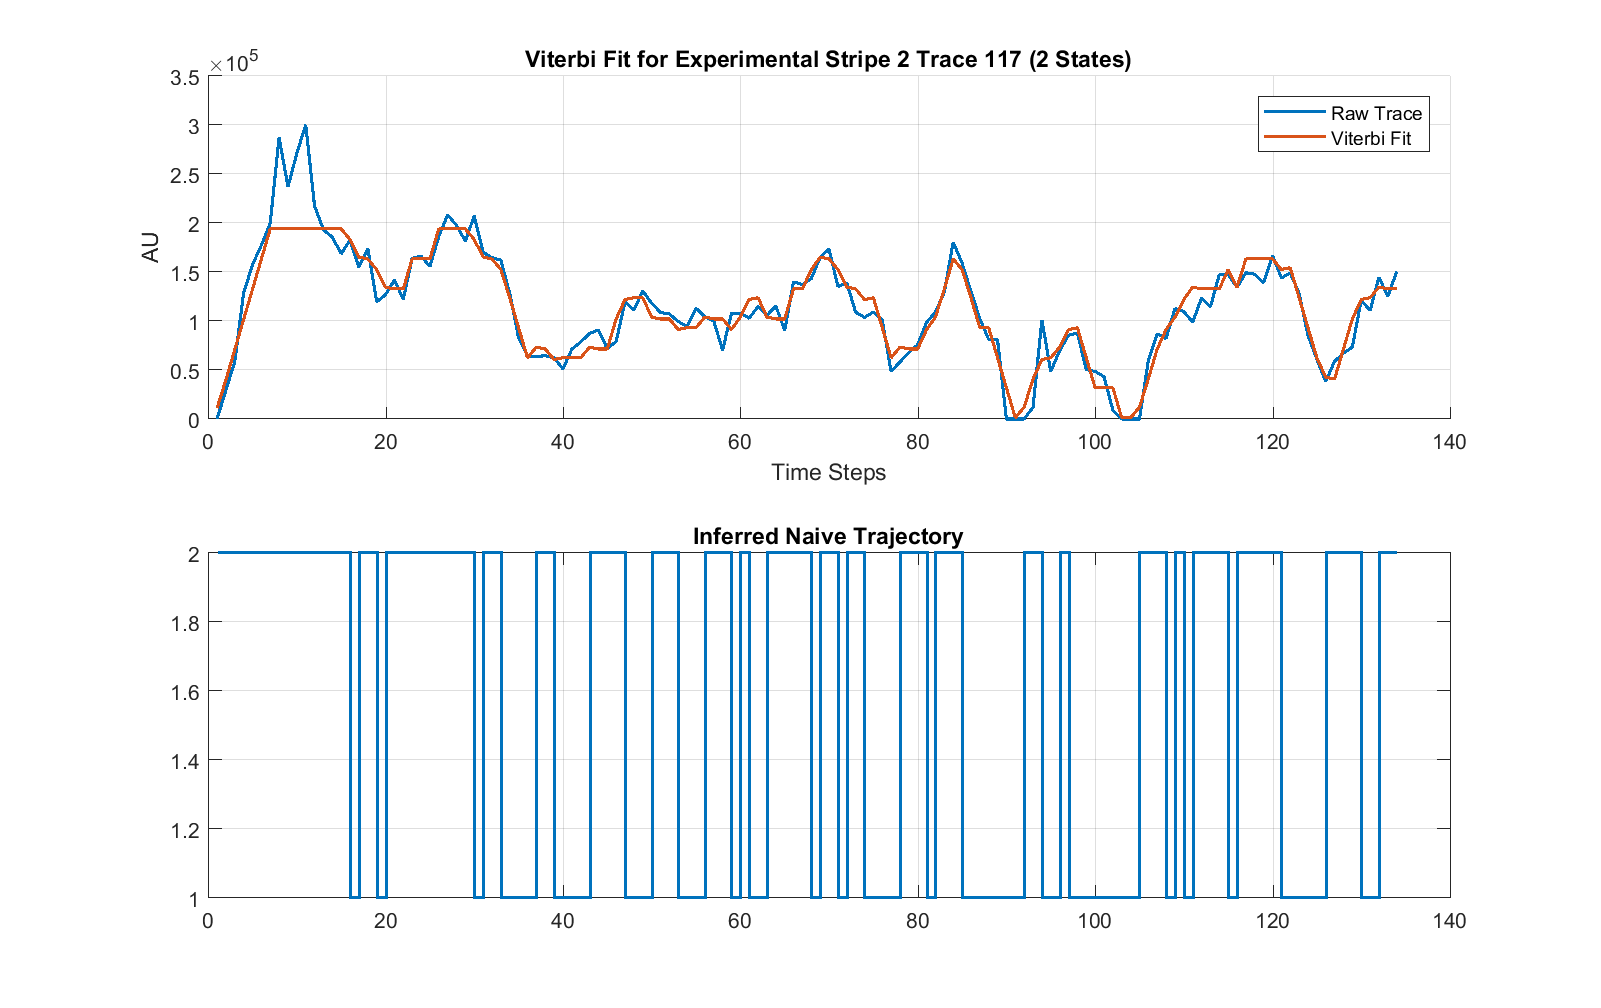 Viterbi Fit for Experimental Stripe 2 Trace 117 (2 States)
×10^5
3.5
3
2.5
2
1.5
1
0.5
0
AU
Raw Trace
Viterbi Fit
0 20 40 60 80 100 120 140
Time Steps
Inferred Naive Trajectory
2
1.8
1.6
1.4
1.2
1
0 20 40 60 80 100 120 140